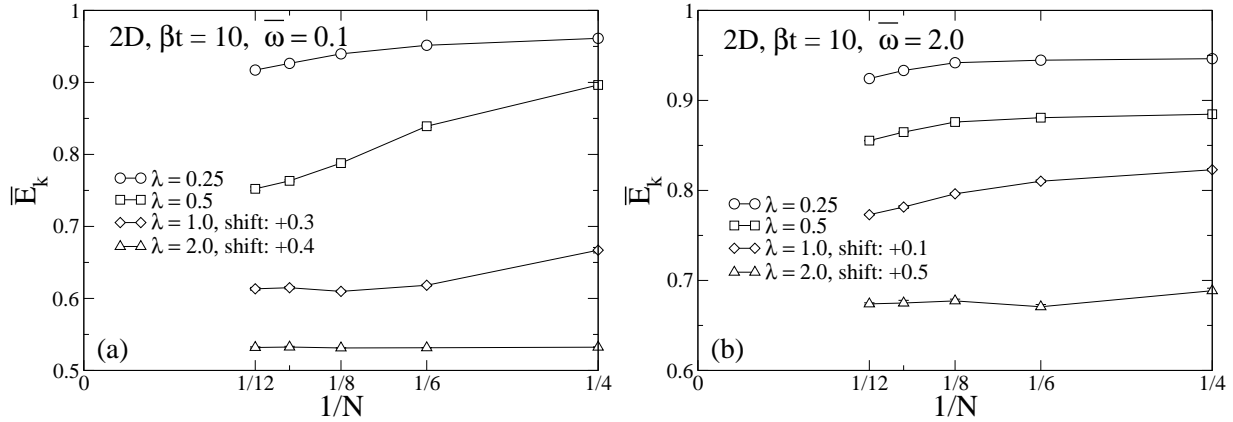 2D, βt = 10, ω̅ = 0.1
1
0.9
0.8
0.7
0.6
0.5
E̅k
λ = 0.25
λ = 0.5
λ = 1.0, shift: +0.3
λ = 2.0, shift: +0.4
(a)
0
1/12
1/8
1/6
1/4
1/N
2D, βt = 10, ω̅ = 2.0
1
0.9
0.8
0.7
0.6
E̅k
λ = 0.25
λ = 0.5
λ = 1.0, shift: +0.1
λ = 2.0, shift: +0.5
(b)
0
1/12
1/8
1/6
1/4
1/N